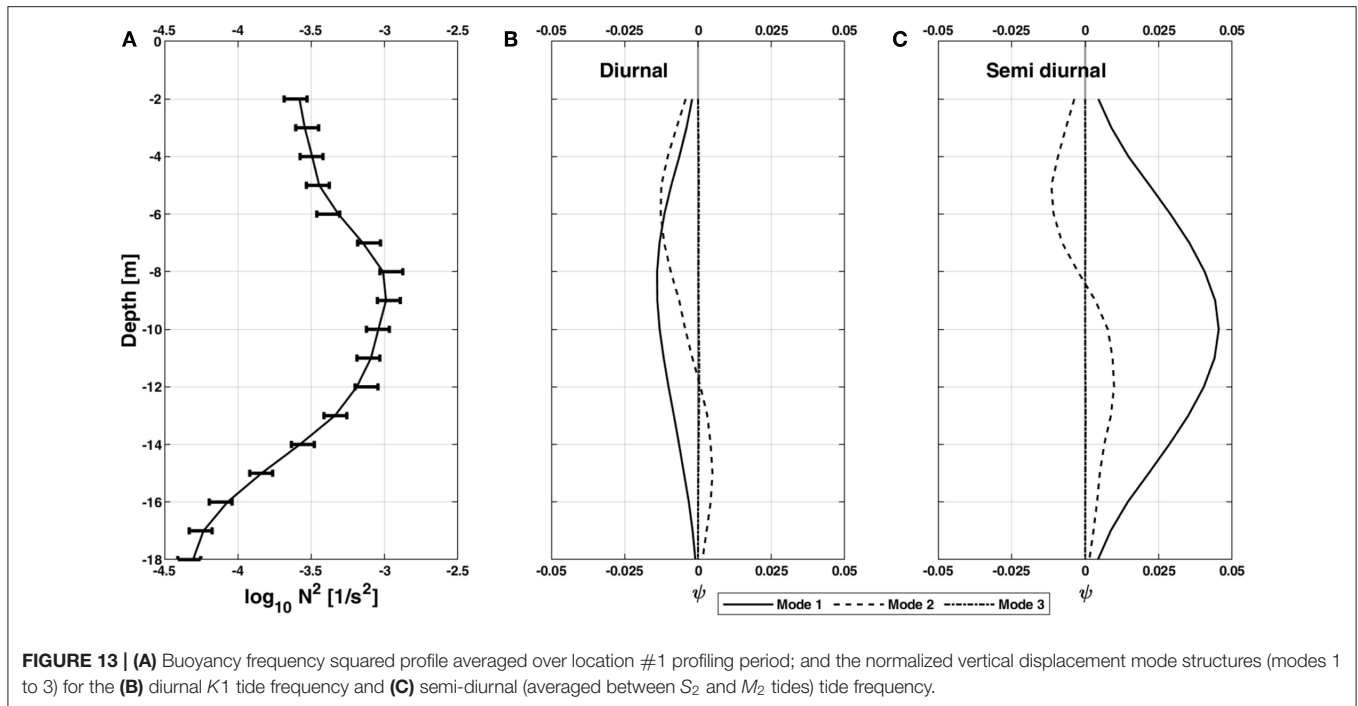 A
B
C
-4.5 -4 -3.5 -3 -2.5
-0.05 -0.025 0 0.025 0.05
-0.05 -0.025 0 0.025 0.05
Diurnal
Semi diurnal
0
-2
-4
-6
-8
-10
-12
-14
-16
-18
Depth [m]
-4.5 -4 -3.5 -3 -2.5
-0.05 -0.025 0 0.025 0.05
-0.05 -0.025 0 0.025 0.05
log10 N² [1/s²]
ψ
ψ
Mode 1 Mode 2 Mode 3
FIGURE 13 | (A) Buoyancy frequency squared profile averaged over location #1 profiling period; and the normalized vertical displacement mode structures (modes 1
to 3) for the (B) diurnal K1 tide frequency and (C) semi-diurnal (averaged between S2 and M2 tides) tide frequency.